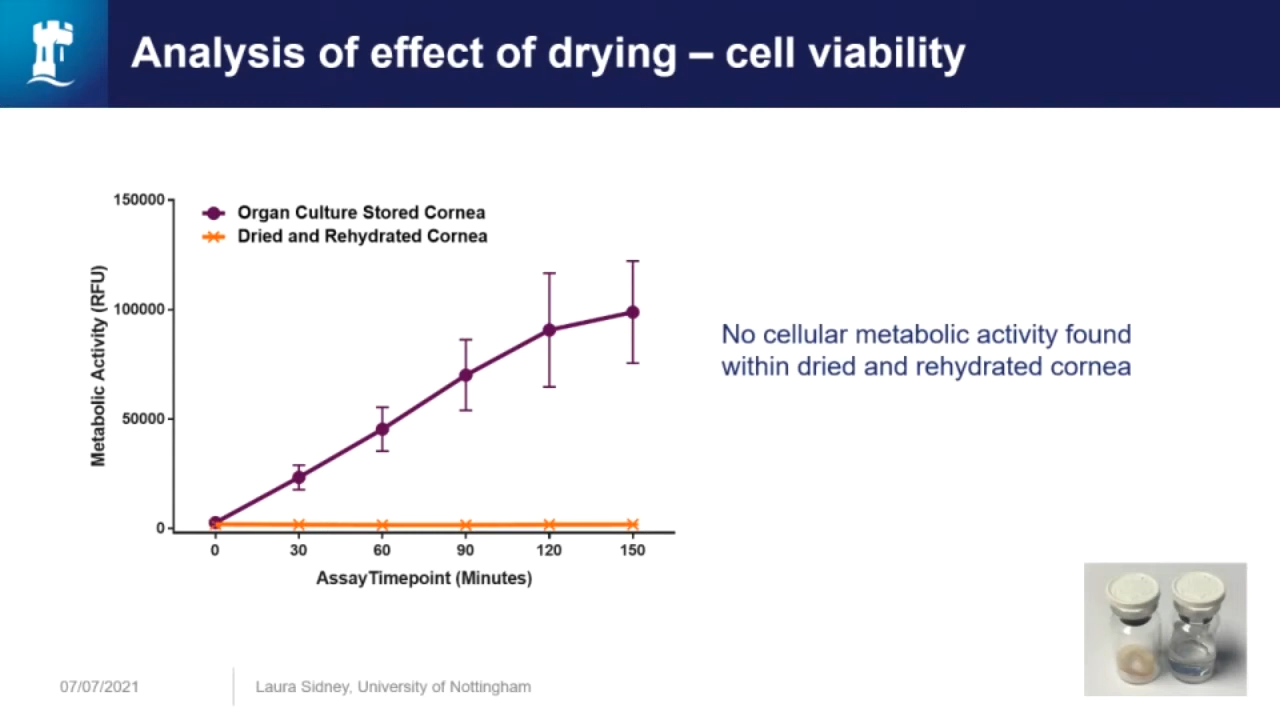 Analysis of effect of drying – cell viability
150000
100000
50000
0
Metabolic Activity (RFU)
Organ Culture Stored Cornea
Dried and Rehydrated Cornea
0 30 60 90 120 150
AssayTimepoint (Minutes)
No cellular metabolic activity found
within dried and rehydrated cornea
07/07/2021
Laura Sidney, University of Nottingham